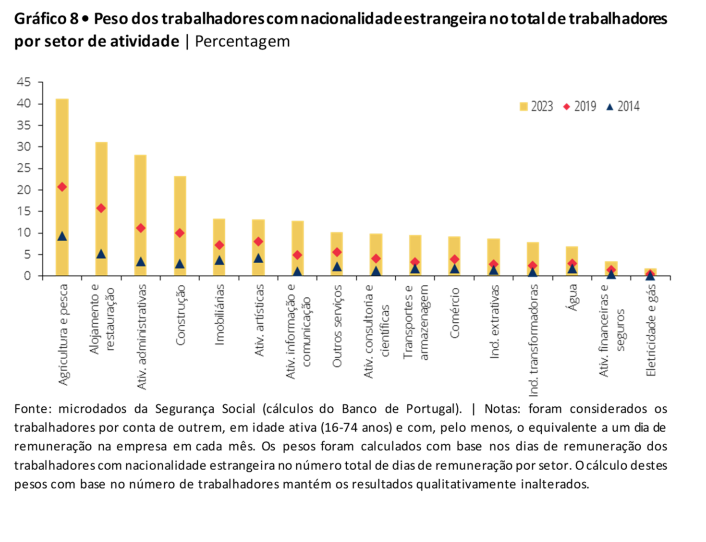 Gráfico 8 • Peso dos trabalhadores com nacionalidade estrangeira no total de trabalhadores
por setor de atividade | Percentagem
45
40
35
30
25
20
15
10
5
0
2023
2019
2014
Agricultura e pesca
Alojamento e
restauração
Ativ. administrativas
Construção
Imobiliárias
Ativ. artísticas
Ativ. informação e
comunicação
Outros serviços
Ativ. consultoria e
científicas
Transportes e
armazenagem
Comércio
Ind. extrativas
Ind. transformadoras
Água
Ativ. financeiras e
seguros
Eletricidade e gás
Fonte: microdados da Segurança Social (cálculos do Banco de Portugal). | Notas: foram considerados os
trabalhadores por conta de outrem, em idade ativa (16-74 anos) e com, pelo menos, o equivalente a um dia de
remuneração na empresa em cada mês. Os pesos foram calculados com base nos dias de remuneração dos
trabalhadores com nacionalidade estrangeira no número total de dias de remuneração por setor. O cálculo destes
pesos com base no número de trabalhadores mantém os resultados qualitativamente inalterados.